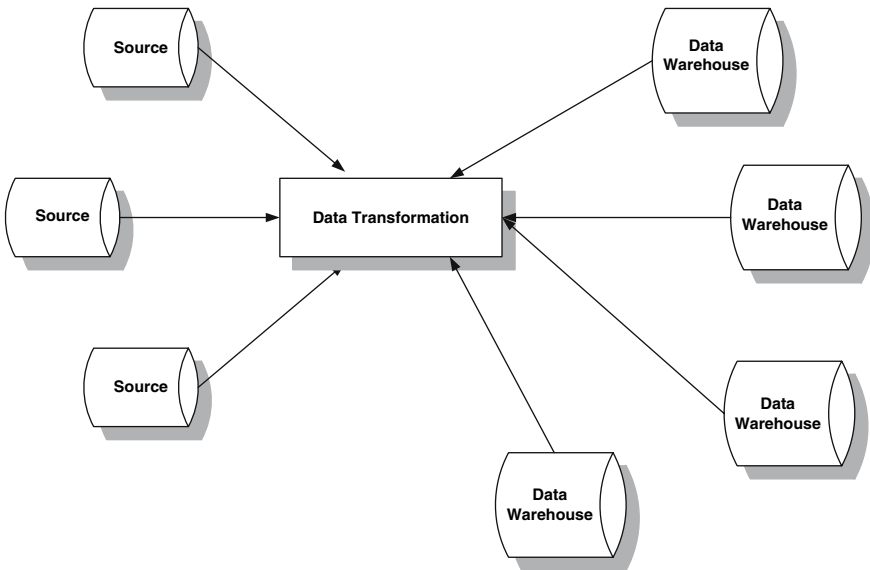 Source
Data
Warehouse
Source
Data Transformation
Data
Warehouse
Source
Data
Warehouse
Data
Warehouse